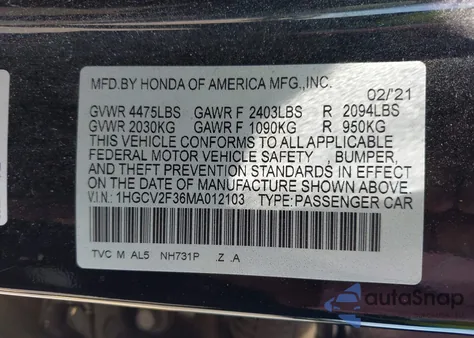 MFD.BY HONDA OF AMERICA MFG.,INC. 02/'21
GVWR 4475LBS GAWR F 2403LBS R 2094LBS
GVWR 2030KG GAWR F 1090KG R 950KG
THIS VEHICLE CONFORMS TO ALL APPLICABLE
FEDERAL MOTOR VEHICLE SAFETY BUMPER,
AND THEFT PREVENTION STANDARDS IN EFFECT
ON THE DATE OF MANUFACTURE SHOWN ABOVE.
V.I.N.: 1HGCV2F36MA012103 TYPE:PASSENGER CAR
TVC M AL5 NH731P .Z .A
autoSnap